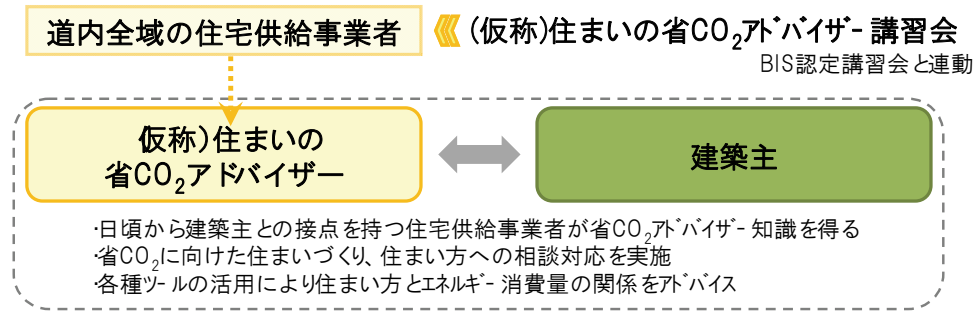 道内全域の住宅供給事業者
(仮称)住まいの省CO₂ｱﾄﾞﾊﾞｲｻﾞｰ講習会
BIS認定講習会と連動
仮称）住まいの
省CO₂アドバイザー
建築主
･日頃から建築主との接点を持つ住宅供給事業者が省CO₂ｱﾄﾞﾊﾞｲｻﾞｰ知識を得る
･省CO₂に向けた住まいづくり、住まい方への相談対応を実施
･各種ﾂｰﾙの活用により住まい方とｴﾈﾙｷﾞｰ消費量の関係をｱﾄﾞﾊﾞｲｽ